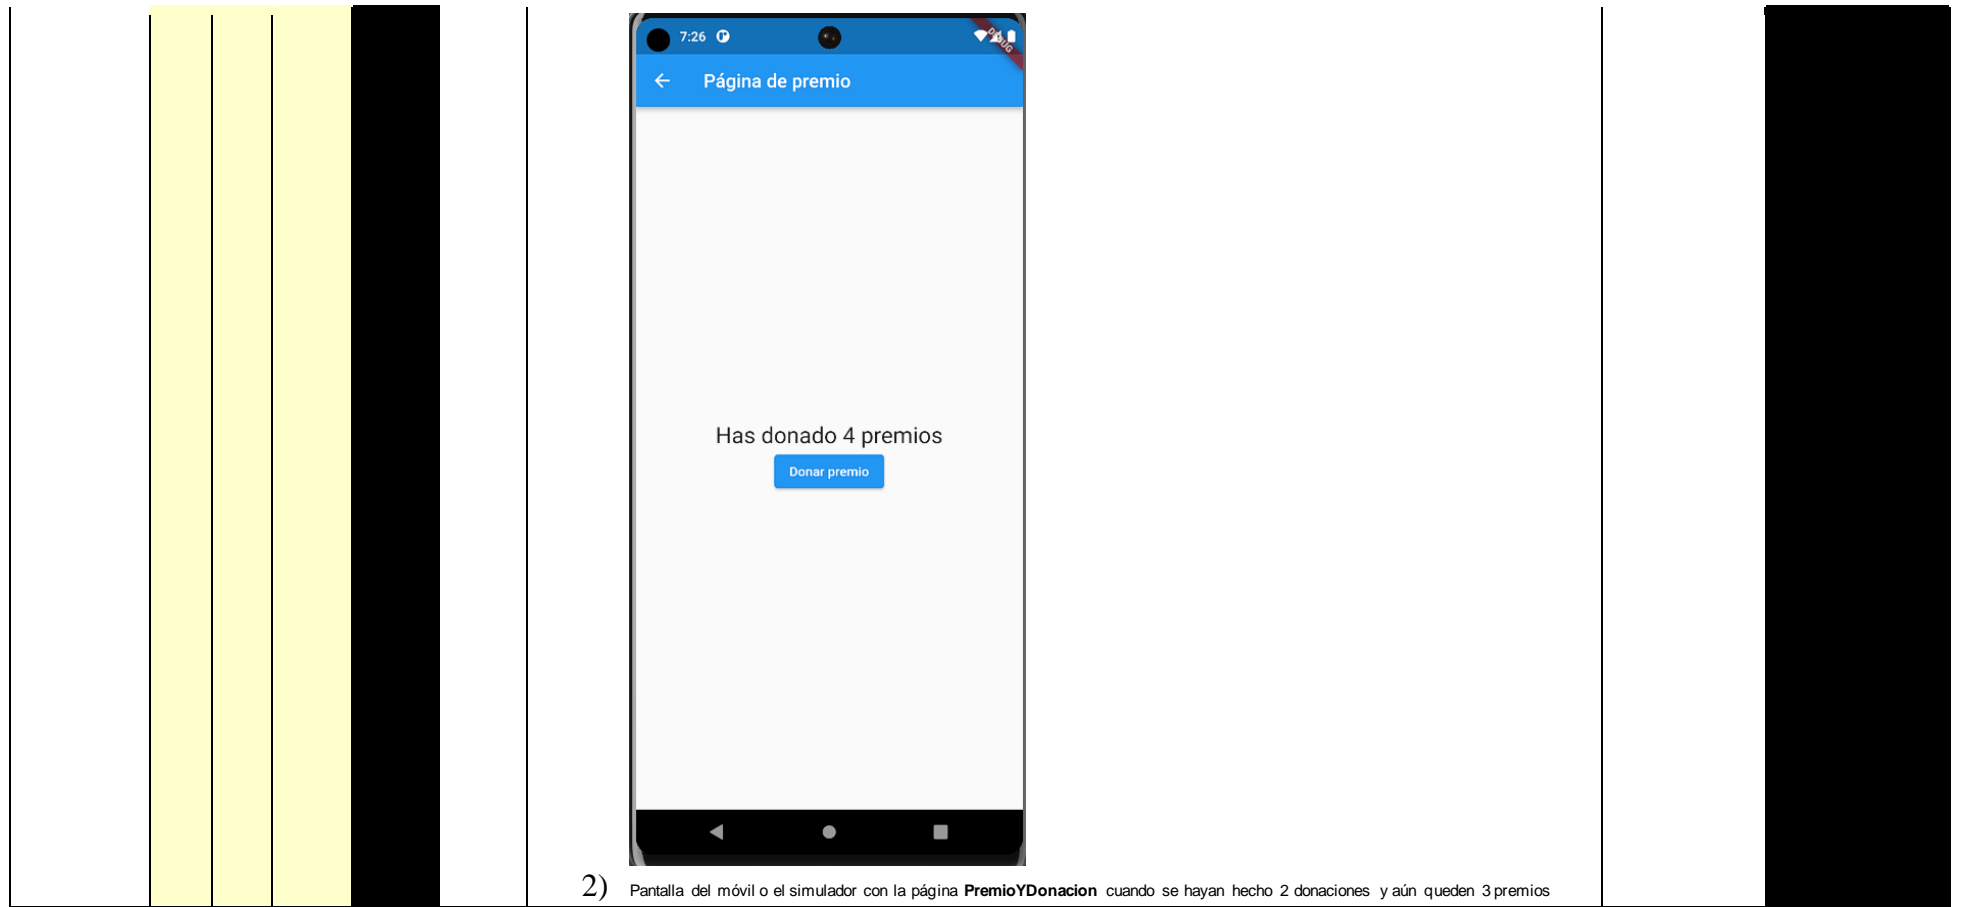 7:26
DEBUG
Página de premio
Has donado 4 premios
Donar premio
2) Pantalla del móvil o el simulador con la página PremioYDonacion cuando se hayan hecho 2 donaciones y aún queden 3 premios